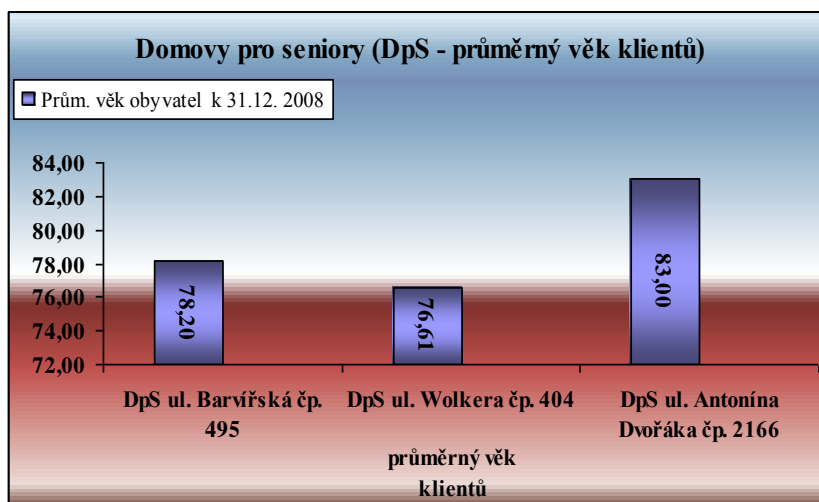 Domovy pro seniory (DpS - průměrný věk klientů)
Prům. věk obyvatel k 31.12. 2008
84,00
82,00
80,00
78,00
76,00
74,00
72,00
78,20
76,61
83,00
DpS ul. Barvířská čp.
495
DpS ul. Wolkera čp. 404
DpS ul. Antonína
Dvořáka čp. 2166
průměrný věk
klientů